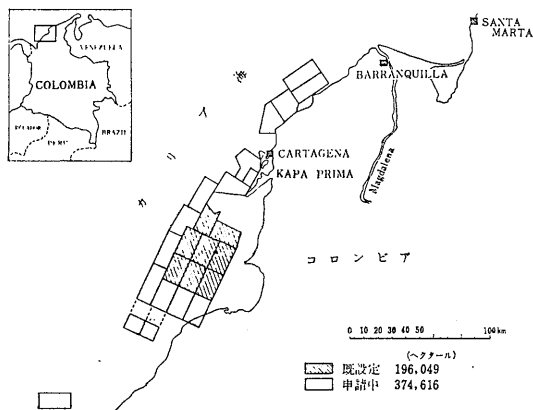 VENEZUELA
COLOMBIA
ECUADOR
PERU
BRAZIL
SANTA
MARTA
BARRANQUILLA
カリブ海
CARTAGENA
KAPA PRIMA
Magdalena
コロンビア
0 10 20 30 40 50 100km
(ヘクタール)
既設定 196,049
申請中 374,616